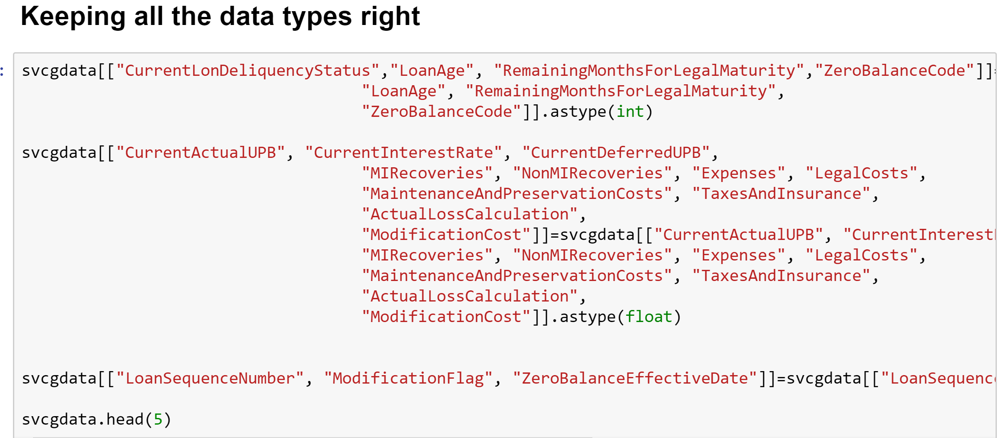 Keeping all the data types right
:
svcgdata[["CurrentLonDeliquencyStatus","LoanAge", "RemainingMonthsForLegalMaturity","ZeroBalanceCode"]]=
"LoanAge", "RemainingMonthsForLegalMaturity",
"ZeroBalanceCode"]].astype(int)
svcgdata[["CurrentActualUPB", "CurrentInterestRate", "CurrentDeferredUPB",
"MIRecoveries", "NonMIRecoveries", "Expenses", "LegalCosts",
"MaintenanceAndPreservationCosts", "TaxesAndInsurance",
"ActualLossCalculation",
"ModificationCost"]]=svcgdata[["CurrentActualUPB", "CurrentInterest
"MIRecoveries", "NonMIRecoveries", "Expenses", "LegalCosts",
"MaintenanceAndPreservationCosts", "TaxesAndInsurance",
"ActualLossCalculation",
"ModificationCost"]].astype(float)
svcgdata[["LoanSequenceNumber", "ModificationFlag", "ZeroBalanceEffectiveDate"]]=svcgdata[["LoanSequenc
svcgdata.head(5)